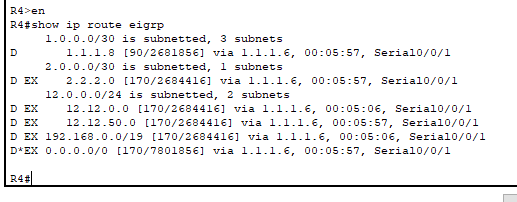 R4>en
R4#show ip route eigrp
1.0.0.0/30 is subnetted, 3 subnets
D 1.1.1.8 [90/2681856] via 1.1.1.6, 00:05:57, Serial0/0/1
2.0.0.0/30 is subnetted, 1 subnets
D EX 2.2.2.0 [170/2684416] via 1.1.1.6, 00:05:57, Serial0/0/1
12.0.0.0/24 is subnetted, 2 subnets
D EX 12.12.0.0 [170/2684416] via 1.1.1.6, 00:05:06, Serial0/0/1
D EX 12.12.50.0 [170/2684416] via 1.1.1.6, 00:05:57, Serial0/0/1
D EX 192.168.0.0/19 [170/2684416] via 1.1.1.6, 00:05:06, Serial0/0/1
D*EX 0.0.0.0/0 [170/7801856] via 1.1.1.6, 00:05:57, Serial0/0/1
R4#